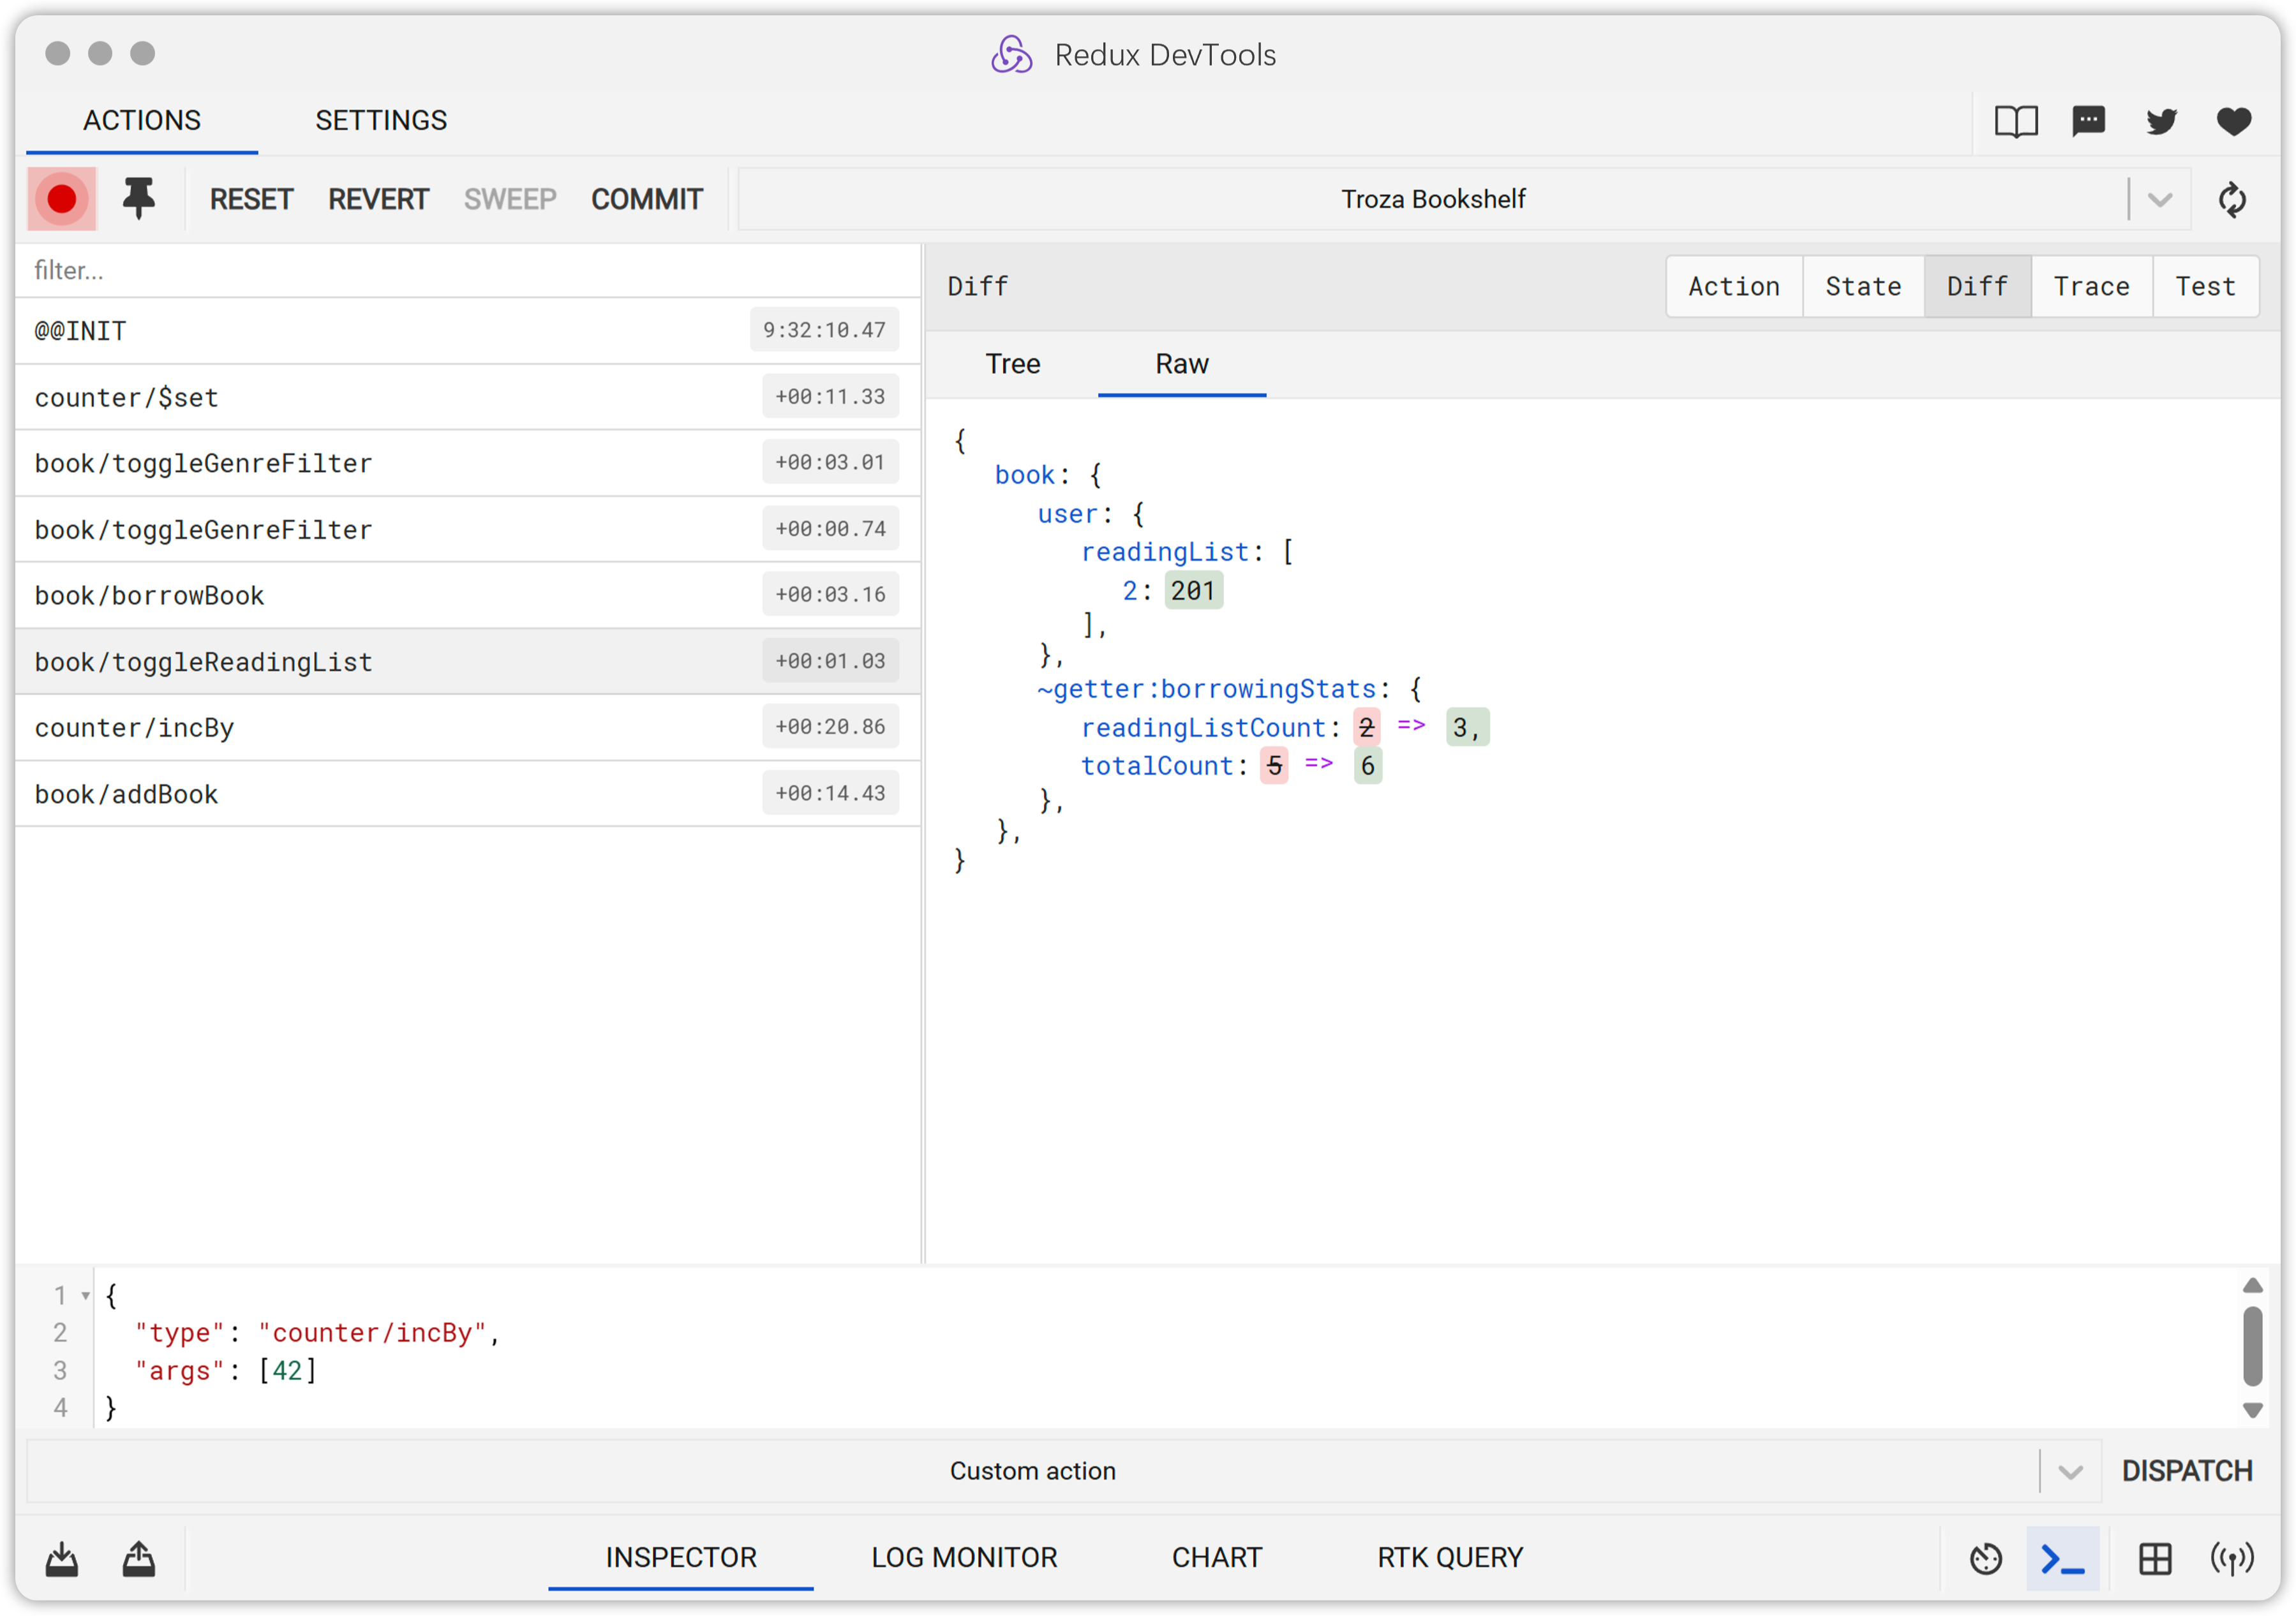 Redux DevTools
ACTIONS SETTINGS
RESET REVERT SWEEP COMMIT Troza Bookshelf
filter...
@@INIT 9:32:10.47
counter/$set +00:11.33
book/toggleGenreFilter +00:03.01
book/toggleGenreFilter +00:00.74
book/borrowBook +00:03.16
book/toggleReadingList +00:01.03
counter/incBy +00:20.86
book/addBook +00:14.43
Diff Action State Diff Trace Test
Tree Raw
{
book: {
user: {
readingList: [
2: 201
],
},
~getter:borrowingStats: {
readingListCount: 2 => 3,
totalCount: 5 => 6
},
},
}
1 {
2 "type": "counter/incBy",
3 "args": [42]
4 }
Custom action DISPATCH
INSPECTOR LOG MONITOR CHART RTK QUERY